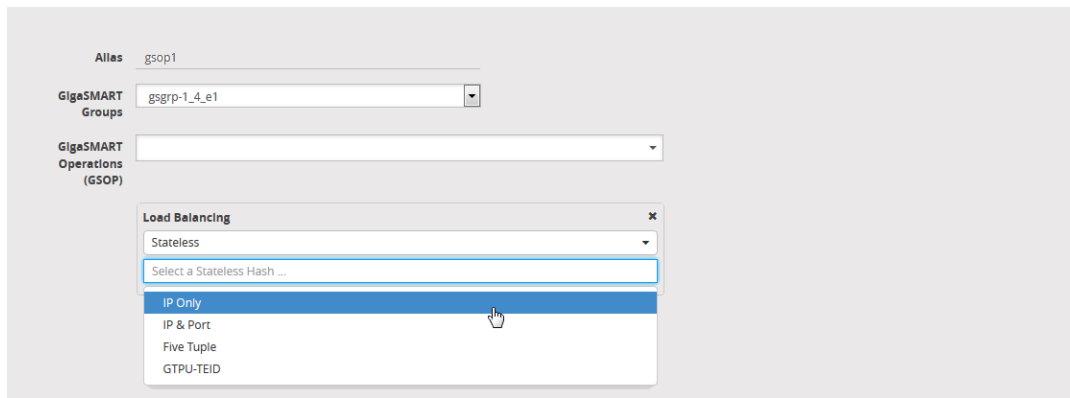 Alias gsop1
GigaSMART gsgrp-1_4_e1
Groups
GigaSMART
Operations
(GSOP)
Load Balancing
Stateless
Select a Stateless Hash ...
IP Only
IP & Port
Five Tuple
GTPU-TEID